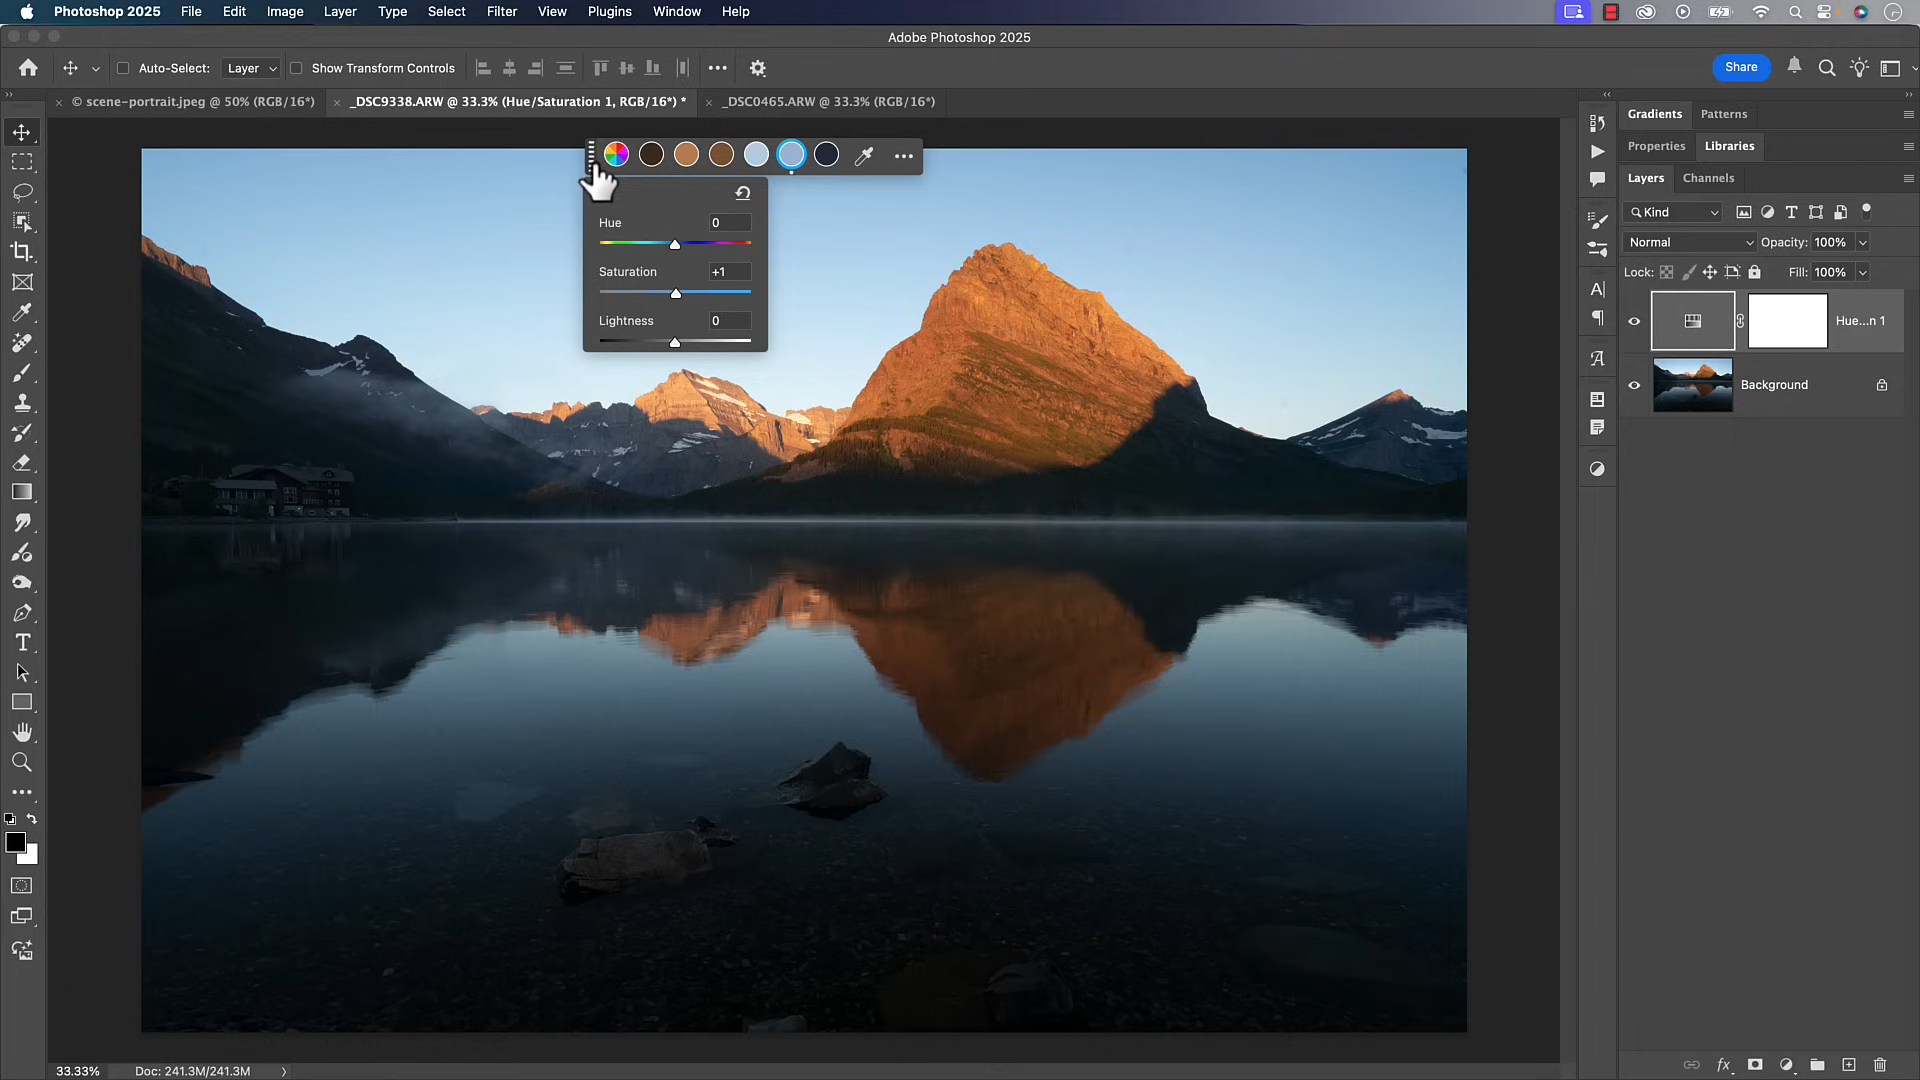 Photoshop 2025 File Edit Image Layer Type Select Filter View Plugins Window Help
Adobe Photoshop 2025
Auto-Select: Layer Show Transform Controls Share
© scene-portrait.jpeg @ 50% (RGB/16*) _DSC9338.ARW @ 33.3% (Hue/Saturation 1, RGB/16*) * _DSC0465.ARW @ 33.3% (RGB/16*)
Gradients Patterns
Properties Libraries
Layers Channels
Kind
Normal Opacity: 100%
Lock: Fill: 100%
Hue...n 1
Background
Hue 0
Saturation +1
Lightness 0
33.33% Doc: 241.3M/241.3M